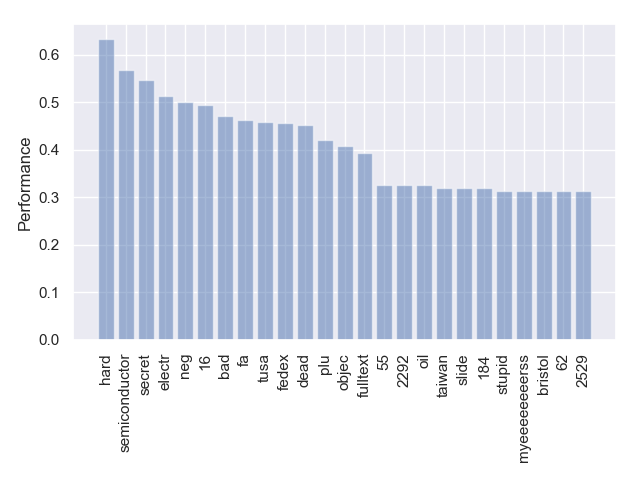 0.6
0.5
0.4
0.3
0.2
0.1
0.0
Performance
hard
semiconductor
secret
electr
neg
16
bad
fa
tusa
fedex
dead
plu
objec
fulltext
55
2292
oil
taiwan
slide
184
stupid
myeeeeeeeerss
bristol
62
2529